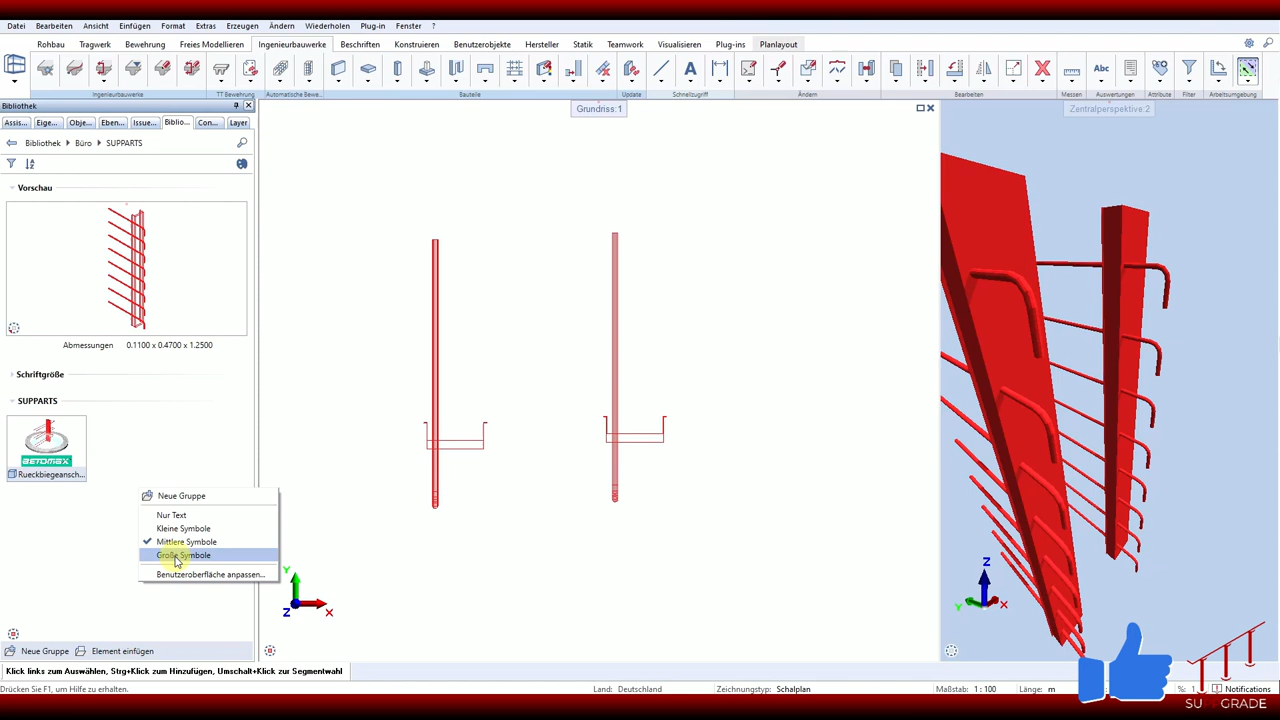 Datei Bearbeiten Ansicht Einfügen Format Extras Erzeugen Ändern Wiederholen Plug-in Fenster ?
Rohbau Tragwerk Bewehrung Freies Modellieren Ingenieurbauwerke Beschriften Konstruieren Benutzerobjekte Hersteller Statik Teamwork Visualisieren Plug-ins Planlayout
Ingenieurbauwerke TT Bewehrung Automatische Bewe... Bauteile Update Schnellzugriff Ändern Bearbeiten Messen Auswertungen Attribute Filter Arbeitsumgebung
Bibliothek
Grundriss:1
Zentralperspektive:2
Assis... Eige... Obje... Eben... Issue... Biblio... Con... Layer
Bibliothek Büro SUPPARTS
Vorschau
Abmessungen 0.1100 x 0.4700 x 1.2500
Schriftgröße
SUPPARTS
BETOMAX
Rueckbiegeansch...
Neue Gruppe
Nur Text
Kleine Symbole
Mittlere Symbole
Große Symbole
Benutzeroberfläche anpassen...
Y
Z
X
Z
Y
X
Neue Gruppe Element einfügen
Klick links zum Auswählen, Strg+Klick zum Hinzufügen, Umschalt+Klick zur Segmentwahl
Drücken Sie F1, um Hilfe zu erhalten.
Land: Deutschland
Zeichnungstyp: Schalplan
Maßstab: 1 : 100
Länge: m
%: 1
Notifications